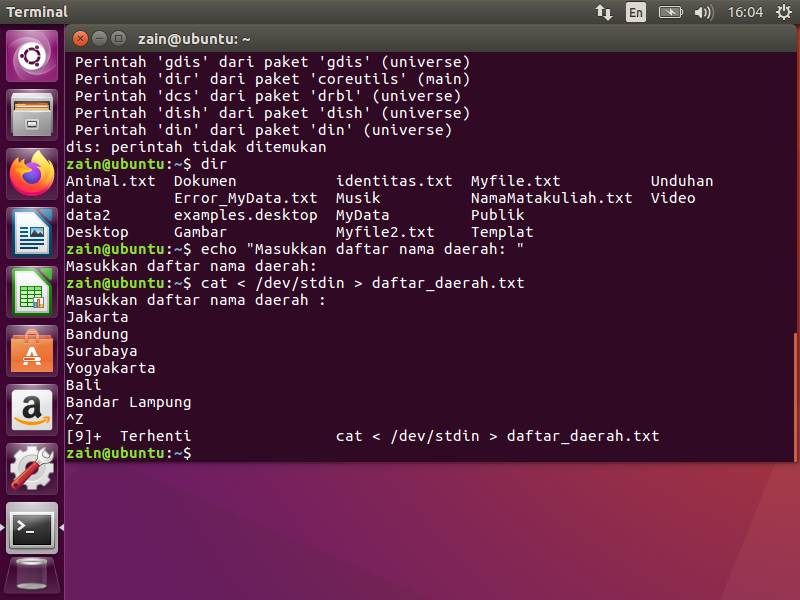 Terminal
En
16:04
zain@ubuntu: ~
Perintah 'gdis' dari paket 'gdis' (universe)
Perintah 'dir' dari paket 'coreutils' (main)
Perintah 'dcs' dari paket 'drbl' (universe)
Perintah 'dish' dari paket 'dish' (universe)
Perintah 'din' dari paket 'din' (universe)
dis: perintah tidak ditemukan
zain@ubuntu:~$ dir
Animal.txt  Dokumen           identitas.txt  Myfile.txt          Unduhan
data        Error_MyData.txt  Musik          NamaMatakuliah.txt  Video
data2       examples.desktop  MyData         Publik
Desktop     Gambar            Myfile2.txt    Templat
zain@ubuntu:~$ echo "Masukkan daftar nama daerah: "
Masukkan daftar nama daerah:
zain@ubuntu:~$ cat < /dev/stdin > daftar_daerah.txt
Masukkan daftar nama daerah :
Jakarta
Bandung
Surabaya
Yogyakarta
Bali
Bandar Lampung
^Z
[9]+  Terhenti                cat < /dev/stdin > daftar_daerah.txt
zain@ubuntu:~$